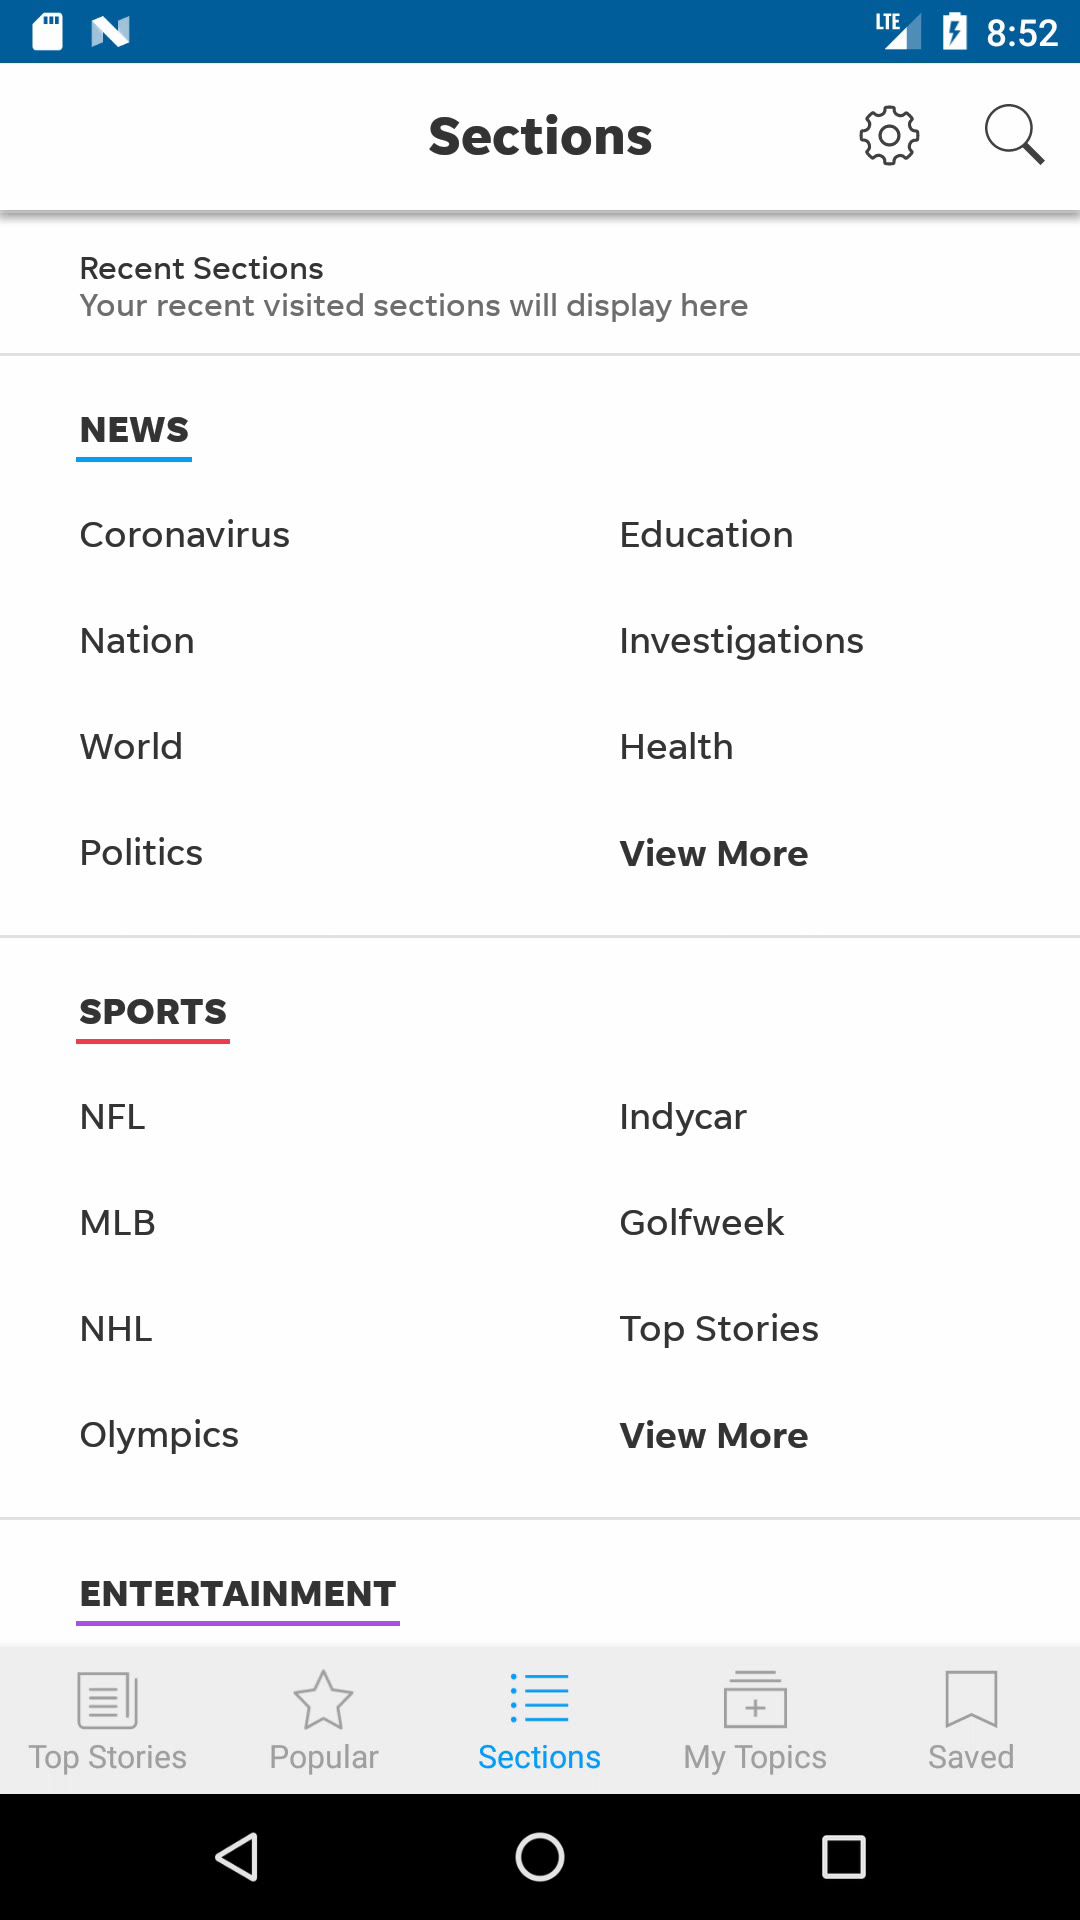 LTE 8:52
Sections
Recent Sections
Your recent visited sections will display here
NEWS
Coronavirus Education
Nation Investigations
World Health
Politics View More
SPORTS
NFL Indycar
MLB Golfweek
NHL Top Stories
Olympics View More
ENTERTAINMENT
Top Stories Popular Sections My Topics Saved